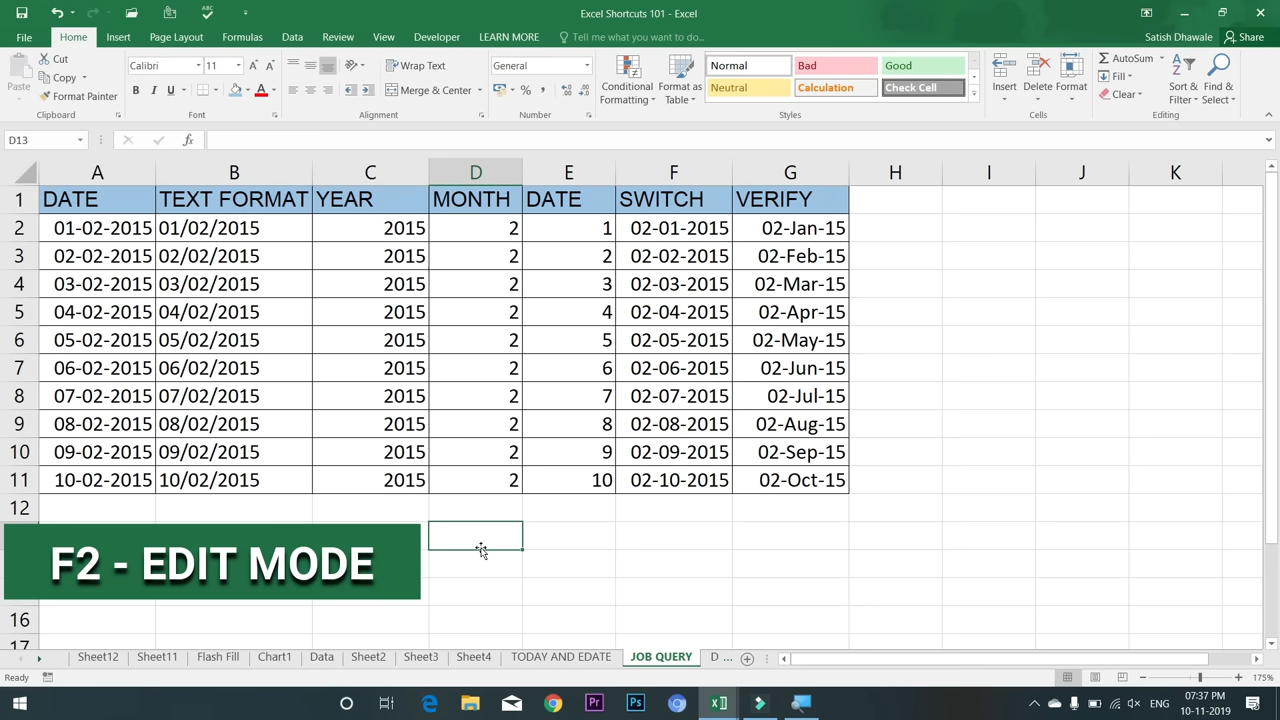 Excel Shortcuts 101 - Excel
File Home Insert Page Layout Formulas Data Review View Developer LEARN MORE Tell me what you want to do... Satish Dhawale Share
Paste Cut Copy Format Painter
Clipboard
Calibri 11
B I U A
Font
Wrap Text
Merge & Center
Alignment
General
%
Number
Conditional Formatting
Format as Table
Normal Bad Good
Neutral Calculation Check Cell
Styles
Insert Delete Format
Cells
AutoSum
Fill
Clear
Sort & Filter
Find & Select
Editing
D13 fx
A B C D E F G H I J K
1 DATE TEXT FORMAT YEAR MONTH DATE SWITCH VERIFY
2 01-02-2015 01/02/2015 2015 2 1 02-01-2015 02-Jan-15
3 02-02-2015 02/02/2015 2015 2 2 02-02-2015 02-Feb-15
4 03-02-2015 03/02/2015 2015 2 3 02-03-2015 02-Mar-15
5 04-02-2015 04/02/2015 2015 2 4 02-04-2015 02-Apr-15
6 05-02-2015 05/02/2015 2015 2 5 02-05-2015 02-May-15
7 06-02-2015 06/02/2015 2015 2 6 02-06-2015 02-Jun-15
8 07-02-2015 07/02/2015 2015 2 7 02-07-2015 02-Jul-15
9 08-02-2015 08/02/2015 2015 2 8 02-08-2015 02-Aug-15
10 09-02-2015 09/02/2015 2015 2 9 02-09-2015 02-Sep-15
11 10-02-2015 10/02/2015 2015 2 10 02-10-2015 02-Oct-15
12
F2 - EDIT MODE
16
17
Sheet12 Sheet11 Flash Fill Chart1 Data Sheet2 Sheet3 Sheet4 TODAY AND EDATE JOB QUERY D ...
Ready 175%
Pr Ps ENG 07:37 PM
10-11-2019